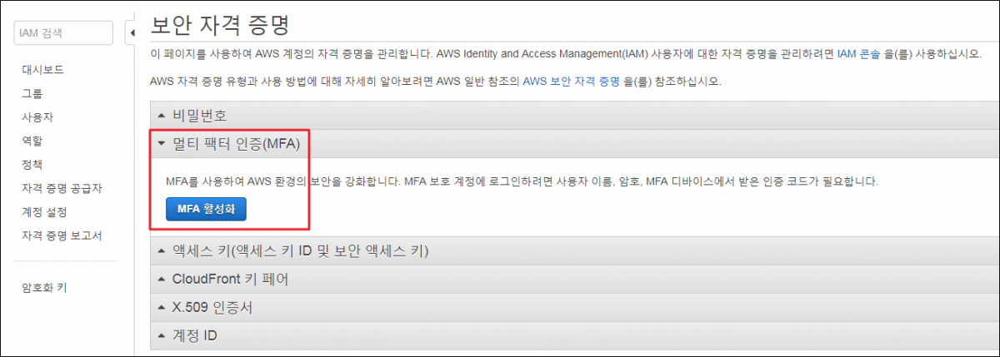 IAM 검색
대시보드
그룹
사용자
역할
정책
자격 증명 공급자
계정 설정
자격 증명 보고서
암호화 키
보안 자격 증명
이 페이지를 사용하여 AWS 계정의 자격 증명을 관리합니다. AWS Identity and Access Management(IAM) 사용자에 대한 자격 증명을 관리하려면 IAM 콘솔 을(를) 사용하십시오.
AWS 자격 증명 유형과 사용 방법에 대해 자세히 알아보려면 AWS 일반 참조의 AWS 보안 자격 증명 을(를) 참조하십시오.
비밀번호
멀티 팩터 인증(MFA)
MFA를 사용하여 AWS 환경의 보안을 강화합니다. MFA 보호 계정에 로그인하려면 사용자 이름, 암호, MFA 디바이스에서 받은 인증 코드가 필요합니다.
MFA 활성화
액세스 키(액세스 키 ID 및 보안 액세스 키)
CloudFront 키 페어
X.509 인증서
계정 ID